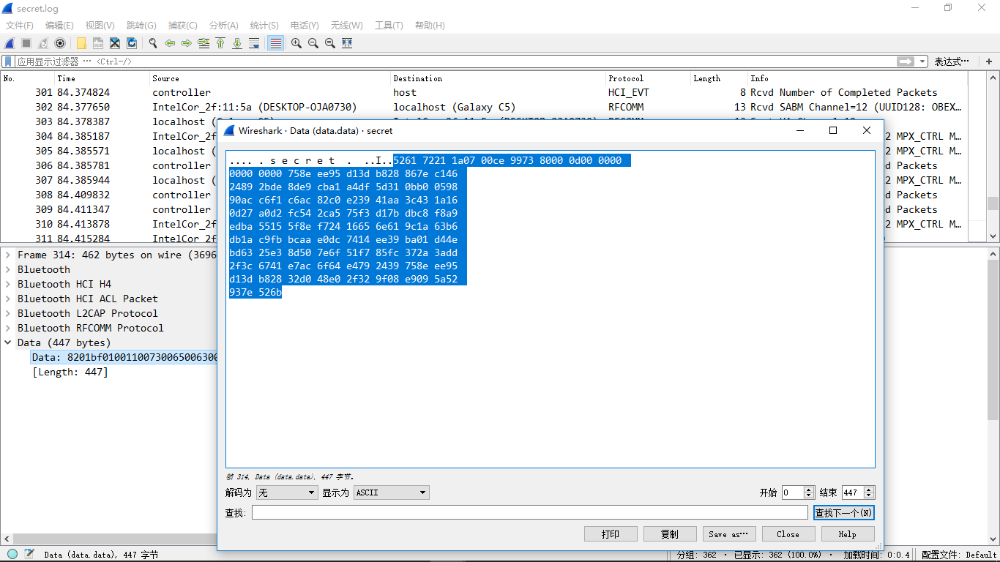 secret.log
文件(F) 编辑(E) 视图(V) 跳转(G) 捕获(C) 分析(A) 统计(S) 电话(Y) 无线(W) 工具(T) 帮助(H)
应用显示过滤器 … <Ctrl-/> 表达式… +
No. Time Source Destination Protocol Length Info
301 84.374824 controller host HCI_EVT 8 Rcvd Number of Completed Packets
302 84.377650 IntelCor_2f:11:5a (DESKTOP-OJA0730) localhost (Galaxy C5) RFCOMM 13 Rcvd SABM Channel=12 (UUID128: OBEX…
303 84.378387 localhost (
304 84.385187 IntelCor_2f 2 MPX_CTRL M…
305 84.385571 localhost ( 2 MPX_CTRL M…
306 84.385781 controller d Packets
307 84.385944 localhost ( 2 MPX_CTRL M…
308 84.409832 controller d Packets
309 84.411347 controller d Packets
310 84.413878 IntelCor_2f 2 MPX_CTRL M…
311 84.415284 IntelCor_2f
Frame 314: 462 bytes on wire (3696
Bluetooth
Bluetooth HCI H4
Bluetooth HCI ACL Packet
Bluetooth L2CAP Protocol
Bluetooth RFCOMM Protocol
Data (447 bytes)
Data: 8201bf01001100730065006300
[Length: 447]
Wireshark · Data (data.data) · secret
.... . s e c r e t . ..I..5261 7221 1a07 00ce 9973 8000 0d00 0000
0000 0000 758e ee95 d13d b828 867e c146
2489 2bde 8de9 cba1 a4df 5d31 0bb0 0598
90ac c6f1 c6ac 82c0 e239 41aa 3c43 1a16
0d27 a0d2 fc54 2ca5 75f3 d17b dbc8 f8a9
edba 5515 5f8e f724 1665 6e61 9c1a 63b6
db1a c9fb bcaa e0dc 7414 ee39 ba01 d44e
bd63 25e3 8d50 7e6f 51f7 85fc 372a 3add
2f3c 6741 e7ac 6f64 e479 2439 758e ee95
d13d b828 32d0 48e0 2f32 9f08 e909 5a52
937e 526b
帧 314, Data (data.data), 447 字节.
解码为 无 显示为 ASCII 开始 0 结束 447
查找: 查找下一个(N)
打印 复制 Save as… Close Help
Data (data.data), 447 字节 分组: 362 · 已显示: 362 (100.0%) · 加载时间: 0:0.4 配置文件: Default